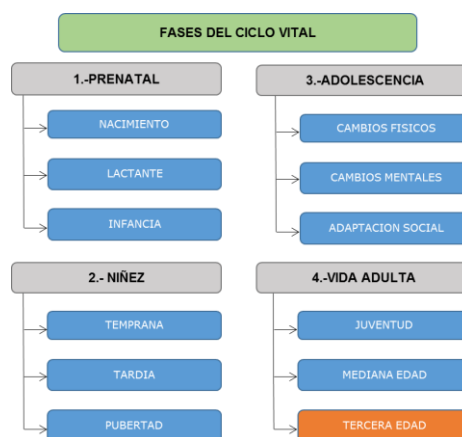 FASES DEL CICLO VITAL
1.-PRENATAL
NACIMIENTO
LACTANTE
INFANCIA
2.- NIÑEZ
TEMPRANA
TARDIA
PUBERTAD
3.-ADOLESCENCIA
CAMBIOS FISICOS
CAMBIOS MENTALES
ADAPTACION SOCIAL
4.-VIDA ADULTA
JUVENTUD
MEDIANA EDAD
TERCERA EDAD